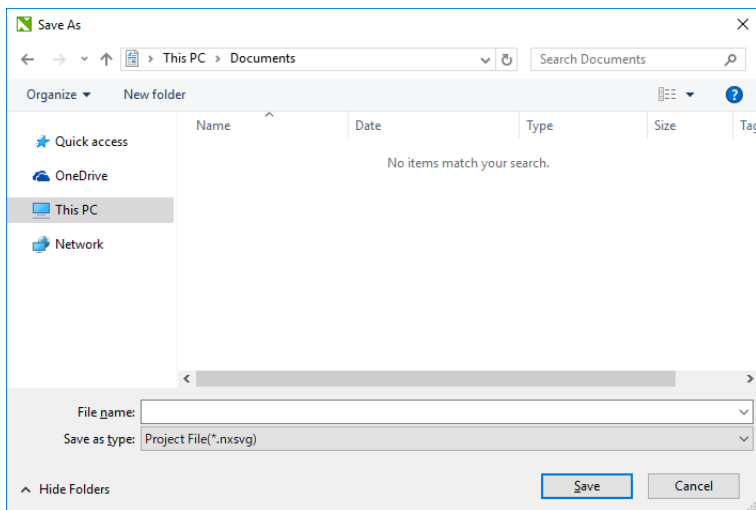 Save As
This PC > Documents
Search Documents
Organize New folder
?
Name Date Type Size Tag
Quick access
No items match your search.
OneDrive
This PC
Network
File name:
Save as type: Project File(*.nxsvg)
Hide Folders Save Cancel